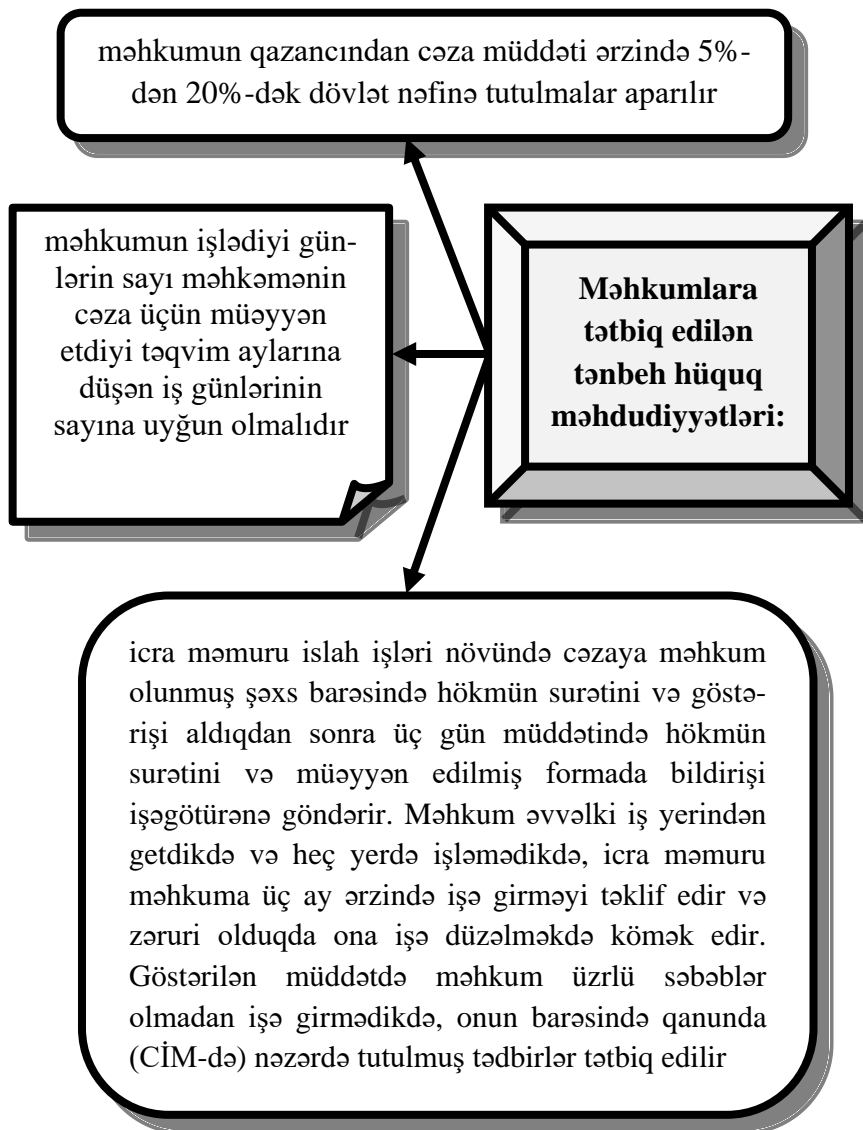 məhkumun qazancından cəza müddəti ərzində 5%-
dən 20%-dək dövlət nəfinə tutulmalar aparılır
məhkumun işlədiyi gün-
lərin sayı məhkəmənin
cəza üçün müəyyən
etdiyi təqvim aylarına
düşən iş günlərinin
sayına uyğun olmalıdır
Məhkumlara
tətbiq edilən
tənbeh hüquq
məhdudiyyətləri:
icra məmuru islah işləri növündə cəzaya məhkum
olunmuş şəxs barəsində hökmün surətini və göstə-
rişi aldıqdan sonra üç gün müddətində hökmün
surətini və müəyyən edilmiş formada bildirişi
işəgötürənə göndərir. Məhkum əvvəlki iş yerindən
getdikdə və heç yerdə işləmədikdə, icra məmuru
məhkuma üç ay ərzində işə girməyi təklif edir və
zəruri olduqda ona işə düzəlməkdə kömək edir.
Göstərilən müddətdə məhkum üzrlü səbəblər
olmadan işə girmədikdə, onun barəsində qanunda
(CİM-də) nəzərdə tutulmuş tədbirlər tətbiq edilir